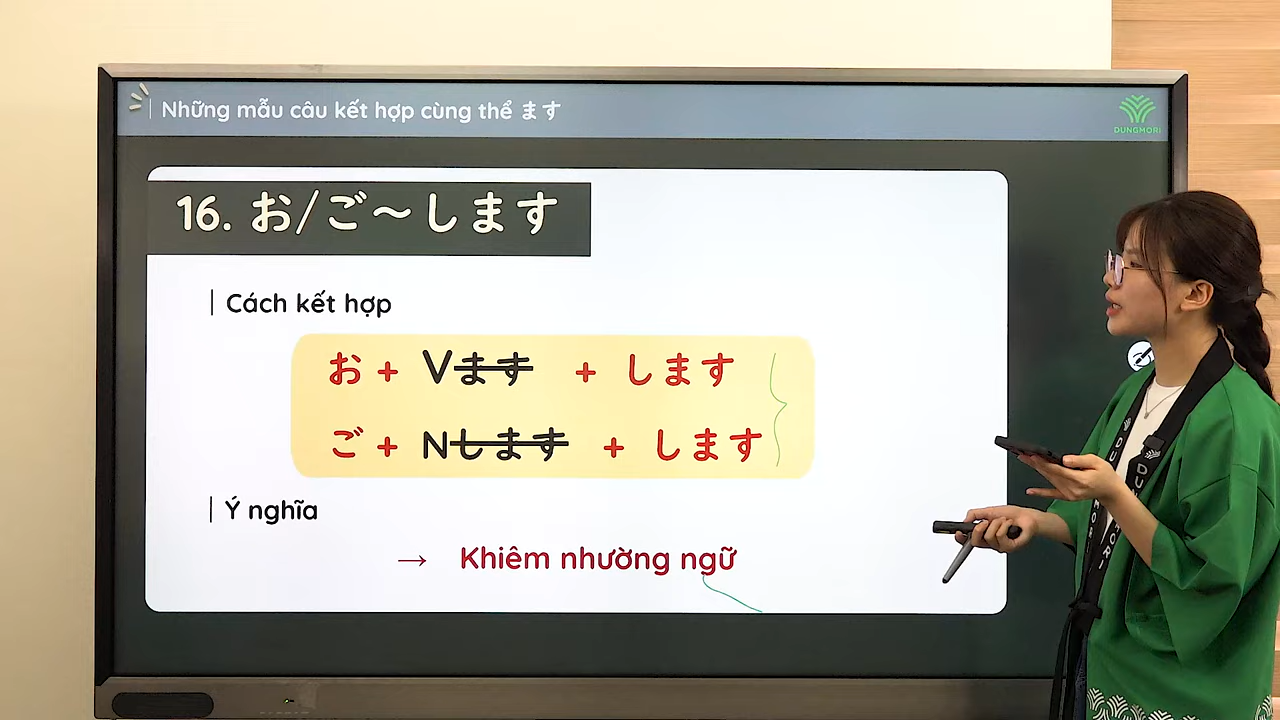 Những mẫu câu kết hợp cùng thể ます
DUNGMORI
16. お/ご～します
Cách kết hợp
お + Vます + します
ご + Nします + します
Ý nghĩa
→ Khiêm nhường ngữ